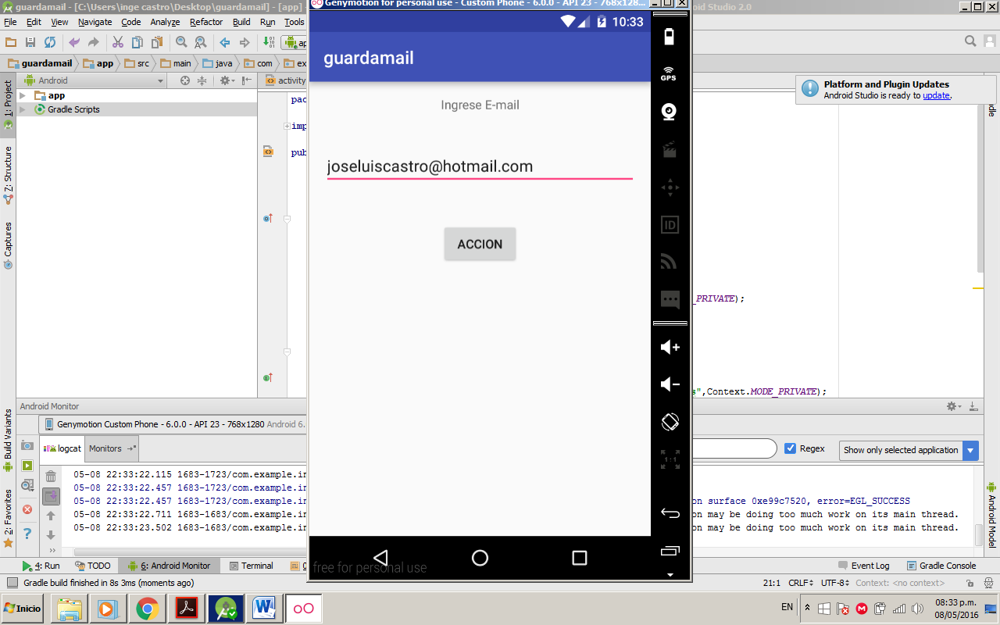 guardamail - [C:\Users\inge castro\Desktop\guardamail] - [app] -
Genymotion for personal use - Custom Phone - 6.0.0 - API 23 - 768x128...
Android Studio 2.0
File Edit View Navigate Code Analyze Refactor Build Run Tools
10:33
guardamail app src main java com ex
guardamail
Android
activity
Platform and Plugin Updates
Android Studio is ready to update.
1: Project
app
Gradle Scripts
pac
imp
pub
GPS
Ingrese E-mail
joseluiscastro@hotmail.com
ACCION
ID
Z: Structure
Captures
_PRIVATE);
s",Context.MODE_PRIVATE);
Android Monitor
Genymotion Custom Phone - 6.0.0 - API 23 - 768x1280 Android 6.
logcat Monitors
Regex
Show only selected application
1:1
Build Variants
2: Favorites
05-08 22:33:22.115 1683-1723/com.example.in
05-08 22:33:22.457 1683-1723/com.example.in
05-08 22:33:22.457 1683-1723/com.example.in
on surface 0xe99c7520, error=EGL_SUCCESS
05-08 22:33:22.711 1683-1683/com.example.in
on may be doing too much work on its main thread.
05-08 22:33:23.502 1683-1683/com.example.in
on may be doing too much work on its main thread.
Android Model
free for personal use
4: Run TODO 6: Android Monitor Terminal
Event Log Gradle Console
Gradle build finished in 8s 3ms (moments ago)
21:1 CRLF UTF-8 Context: <no context>
Inicio
EN
08:33 p.m.
08/05/2016